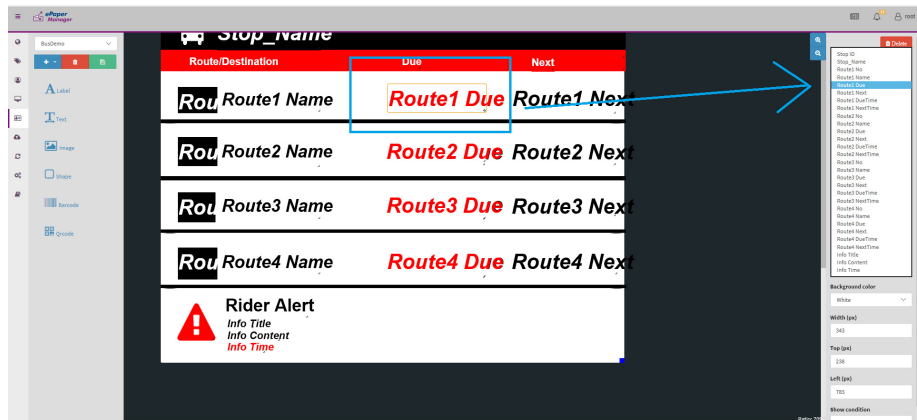 ePaper
Manager
root
BusDemo
Label
Text
Image
Shape
Barcode
Qrcode
Stop_Name
Route/Destination Due Next
Rou Route1 Name Route1 Due Route1 Next
Rou Route2 Name Route2 Due Route2 Next
Rou Route3 Name Route3 Due Route3 Next
Rou Route4 Name Route4 Due Route4 Next
Rider Alert
Info Title
Info Content
Info Time
Delete
Stop ID
Stop_Name
Route1 No
Route1 Name
Route1 Due
Route1 Next
Route1 DueTime
Route1 NextTime
Route2 No
Route2 Name
Route2 Due
Route2 Next
Route2 DueTime
Route2 NextTime
Route3 No
Route3 Name
Route3 Due
Route3 Next
Route3 DueTime
Route3 NextTime
Route4 No
Route4 Name
Route4 Due
Route4 Next
Route4 DueTime
Route4 NextTime
Info Title
Info Content
Info Time
Background color
White
Width (px)
343
Top (px)
238
Left (px)
783
Show condition